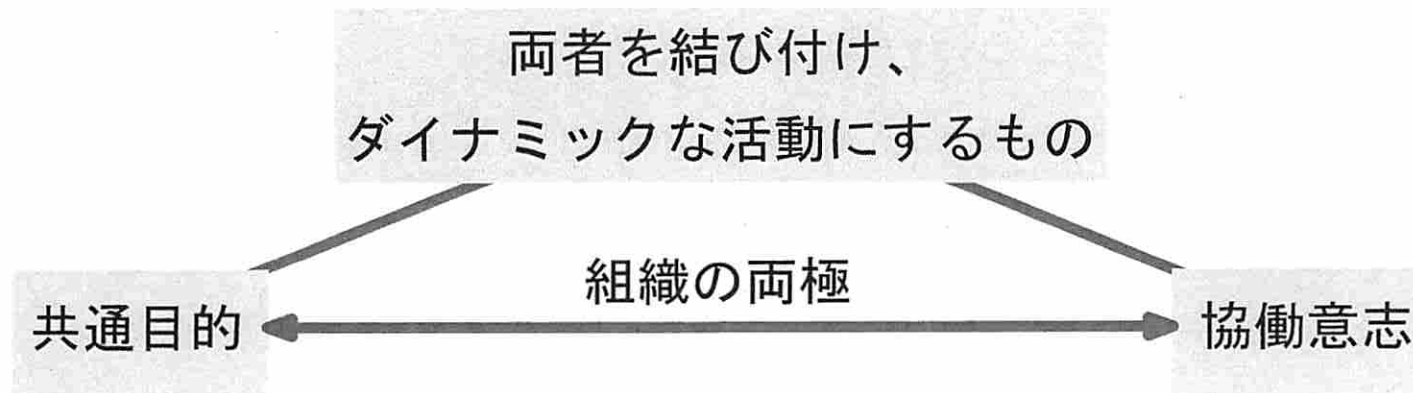 両者を結び付け、
ダイナミックな活動にするもの
組織の両極
共通目的
協働意志